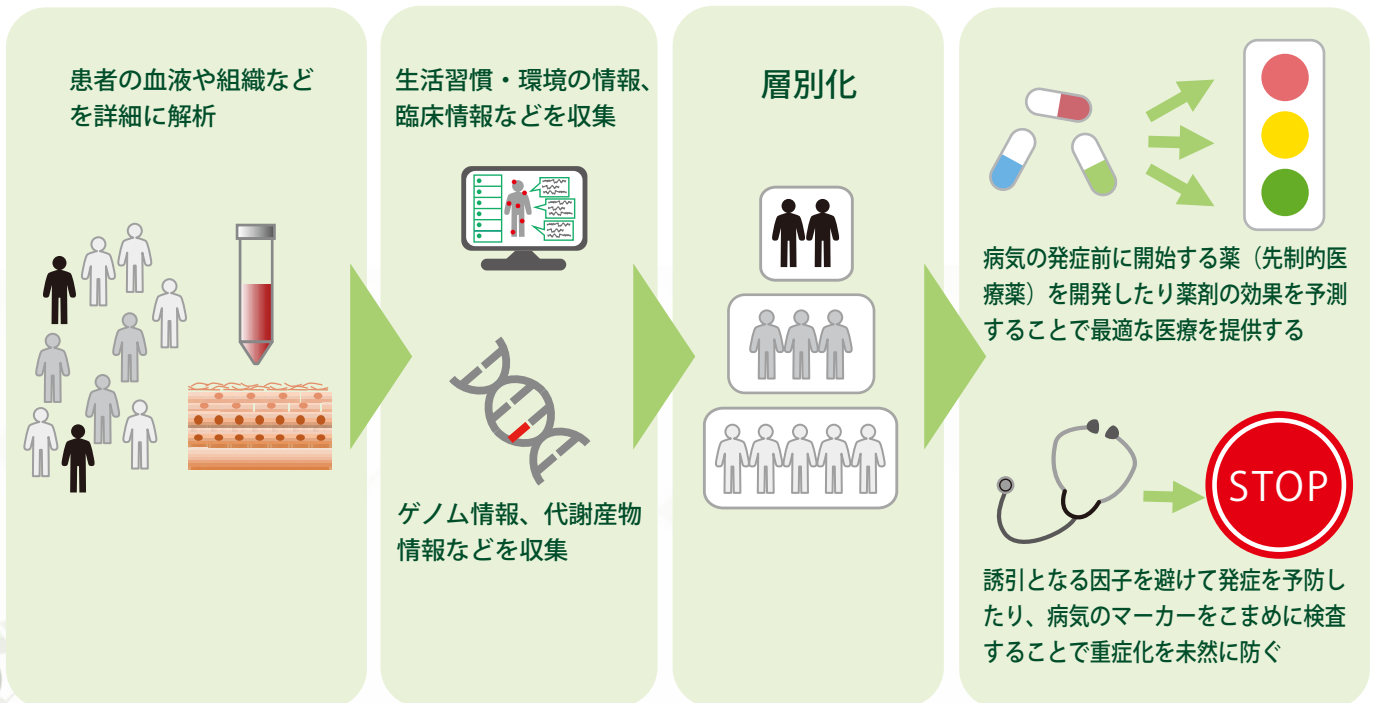 患者の血液や組織など
を詳細に解析
生活習慣・環境の情報、
臨床情報などを収集
ゲノム情報、代謝産物
情報などを収集
層別化
病気の発症前に開始する薬（先制的医
療薬）を開発したり薬剤の効果を予測
することで最適な医療を提供する
STOP
誘引となる因子を避けて発症を予防し
たり、病気のマーカーをこまめに検査
することで重症化を未然に防ぐ